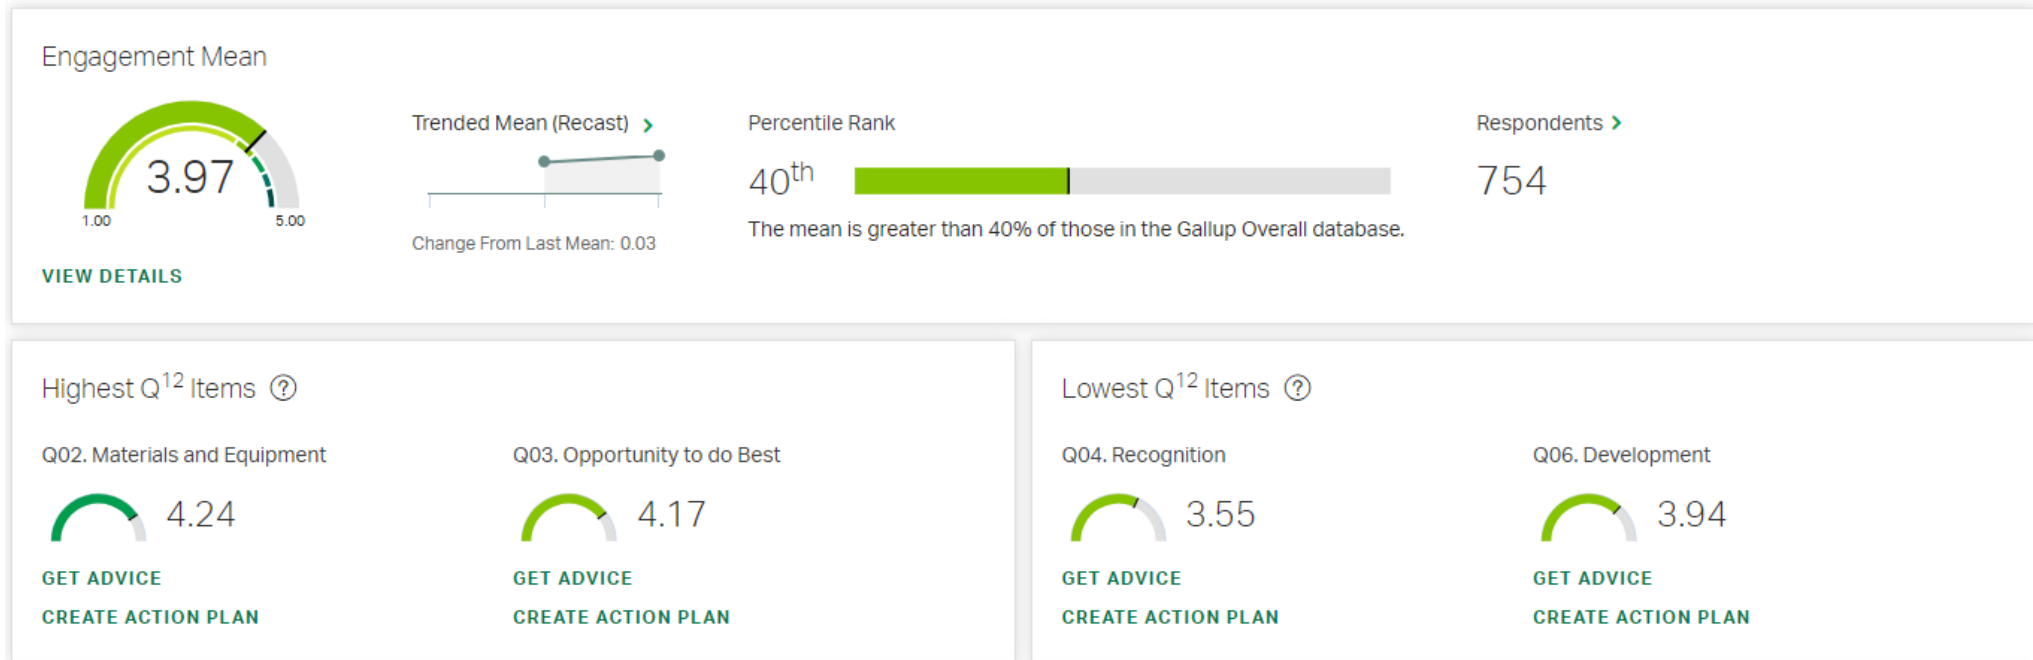 Engagement Mean
3.97
1.00 5.00
VIEW DETAILS
Trended Mean (Recast)
Change From Last Mean: 0.03
Percentile Rank
40th
The mean is greater than 40% of those in the Gallup Overall database.
Respondents
754
Highest Q12 Items ?
Q02. Materials and Equipment
4.24
GET ADVICE
CREATE ACTION PLAN
Q03. Opportunity to do Best
4.17
GET ADVICE
CREATE ACTION PLAN
Lowest Q12 Items ?
Q04. Recognition
3.55
GET ADVICE
CREATE ACTION PLAN
Q06. Development
3.94
GET ADVICE
CREATE ACTION PLAN